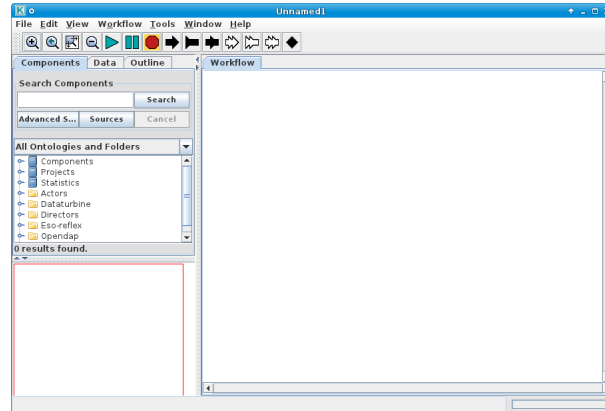 Unnamed1
File Edit View Workflow Tools Window Help
Components Data Outline
Workflow
Search Components
Search
Advanced S... Sources Cancel
All Ontologies and Folders
Components
Projects
Statistics
Actors
Dataturbine
Directors
Eso-reflex
Opendap
0 results found.